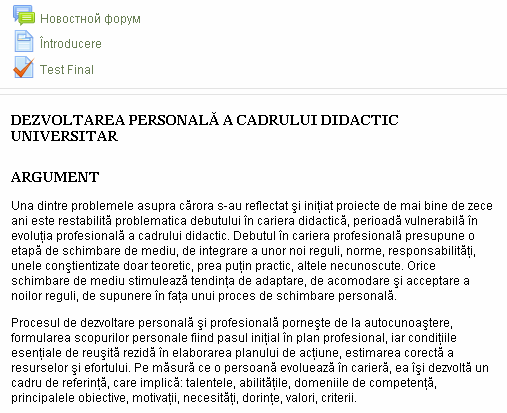 Новостной форум
Întroducere
Test Final
DEZVOLTAREA PERSONALĂ A CADRULUI DIDACTIC
UNIVERSITAR
ARGUMENT
Una dintre problemele asupra cărora s-au reflectat şi iniţiat proiecte de mai bine de zece
ani este restabilită problematica debutului în cariera didactică, perioadă vulnerabilă în
evoluţia profesională a cadrului didactic. Debutul în cariera profesională presupune o
etapă de schimbare de mediu, de integrare a unor noi reguli, norme, responsabilităţi,
unele conştientizate doar teoretic, prea puţin practic, altele necunoscute. Orice
schimbare de mediu stimulează tendinţa de adaptare, de acomodare şi acceptare a
noilor reguli, de supunere în faţa unui proces de schimbare personală.
Procesul de dezvoltare personală şi profesională porneşte de la autocunoaştere,
formularea scopurilor personale fiind pasul iniţial în plan profesional, iar condiţiile
esenţiale de reuşită rezidă în elaborarea planului de acţiune, estimarea corectă a
resurselor şi efortului. Pe măsură ce o persoană evoluează în carieră, ea îşi dezvoltă un
cadru de referinţă, care implică: talentele, abilităţile, domeniile de competenţă,
principalele obiective, motivaţii, necesităţi, dorinţe, valori, criterii.